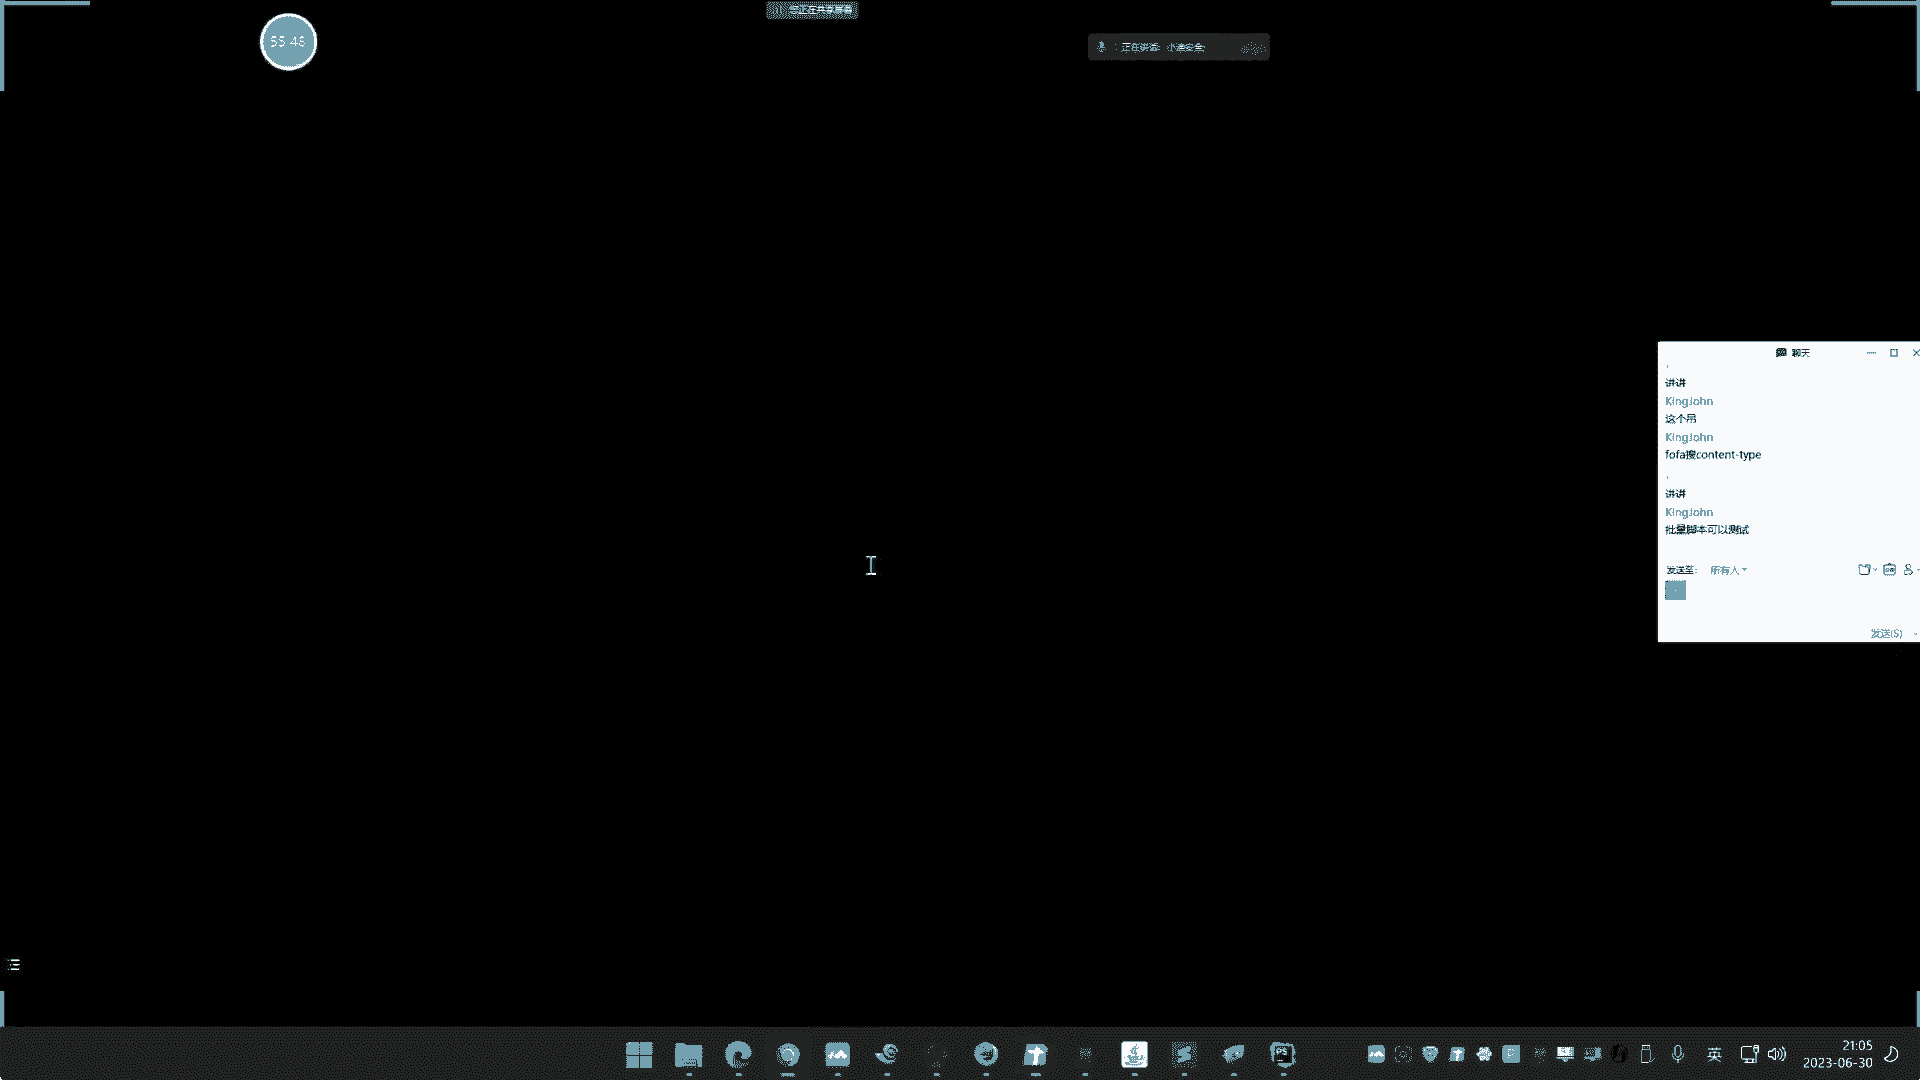 55:48
您正在共享屏幕
正在讲话: 小迪安全;
聊天
讲讲
KingJohn
这个吊
KingJohn
fofa搜content-type
讲讲
KingJohn
批量脚本可以测试
发送至: 所有人
发送(S)
英
21:05
2023-06-30